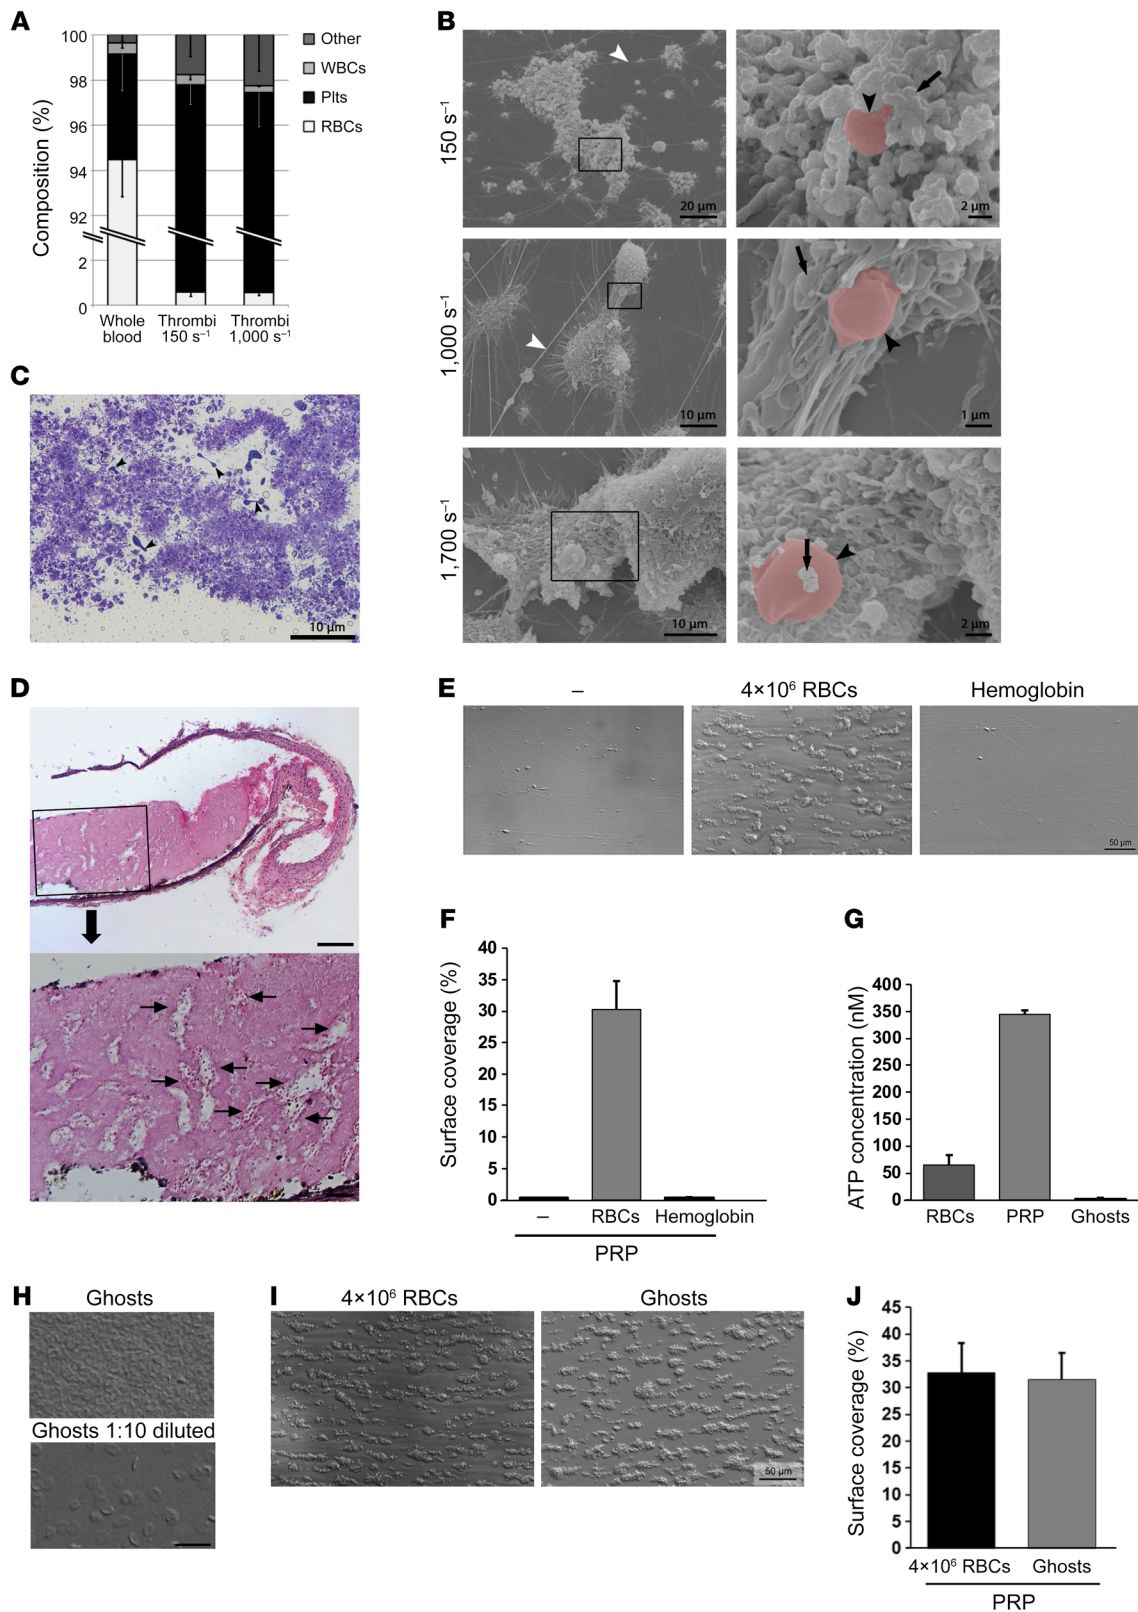 A
100
98
96
94
92
2
0
Composition (%)
Other
WBCs
Plts
RBCs
Whole
blood
Thrombi
150 s⁻¹
Thrombi
1,000 s⁻¹
B
150 s⁻¹
20 µm
2 µm
1,000 s⁻¹
10 µm
1 µm
1,700 s⁻¹
10 µm
2 µm
C
10 µm
D
E
–
4×10⁶ RBCs
Hemoglobin
50 µm
F
Surface coverage (%)
40
35
30
25
20
15
10
5
0
–
RBCs
Hemoglobin
PRP
G
ATP concentration (nM)
400
350
300
250
200
150
100
50
0
RBCs
PRP
Ghosts
H
Ghosts
Ghosts 1:10 diluted
I
4×10⁶ RBCs
Ghosts
50 µm
J
Surface coverage (%)
45
40
35
30
25
20
15
10
5
0
4×10⁶ RBCs
Ghosts
PRP